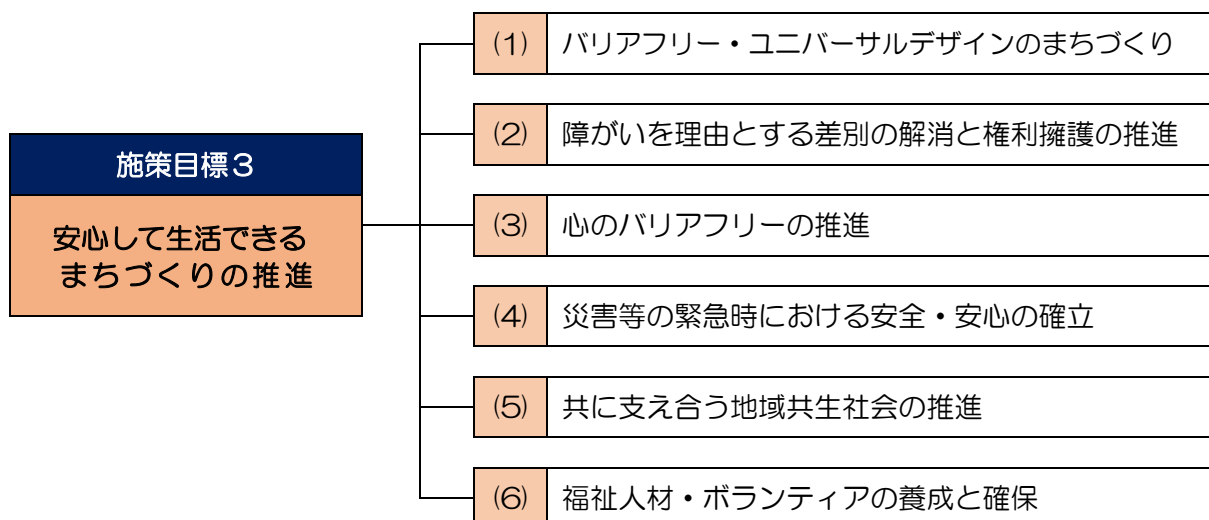 施策目標3
安心して生活できる
まちづくりの推進
(1) バリアフリー・ユニバーサルデザインのまちづくり
(2) 障がいを理由とする差別の解消と権利擁護の推進
(3) 心のバリアフリーの推進
(4) 災害等の緊急時における安全・安心の確立
(5) 共に支え合う地域共生社会の推進
(6) 福祉人材・ボランティアの養成と確保